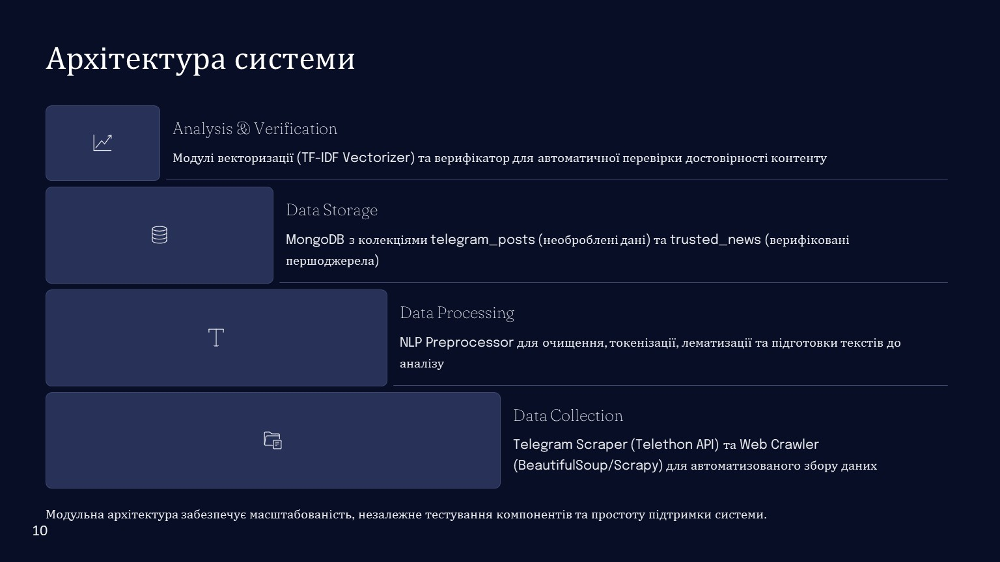 Архітектура системи
Analysis & Verification
Модулі векторизації (TF-IDF Vectorizer) та верифікатор для автоматичної перевірки достовірності контенту
Data Storage
MongoDB з колекціями telegram_posts (необроблені дані) та trusted_news (верифіковані
першоджерела)
Data Processing
NLP Preprocessor для очищення, токенізації, лематизації та підготовки текстів до
аналізу
Data Collection
Telegram Scraper (Telethon API) та Web Crawler
(BeautifulSoup/Scrapy) для автоматизованого збору даних
Модульна архітектура забезпечує масштабованість, незалежне тестування компонентів та простоту підтримки системи.
10